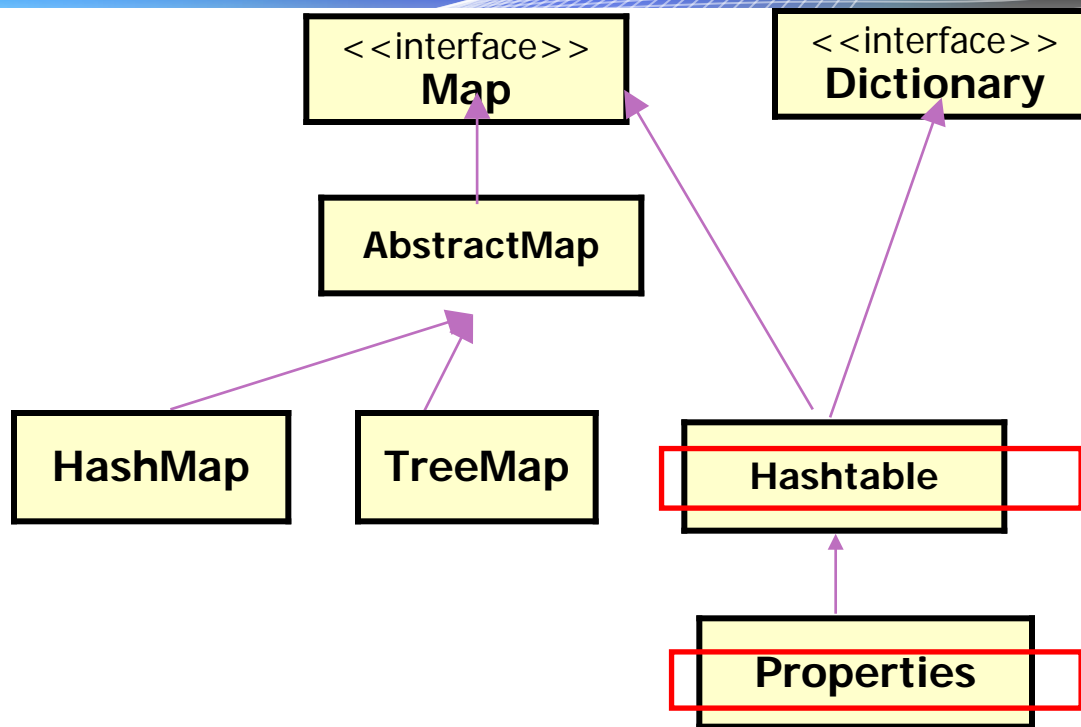 <<interface>>
Map
<<interface>>
Dictionary
AbstractMap
HashMap
TreeMap
Hashtable
Properties